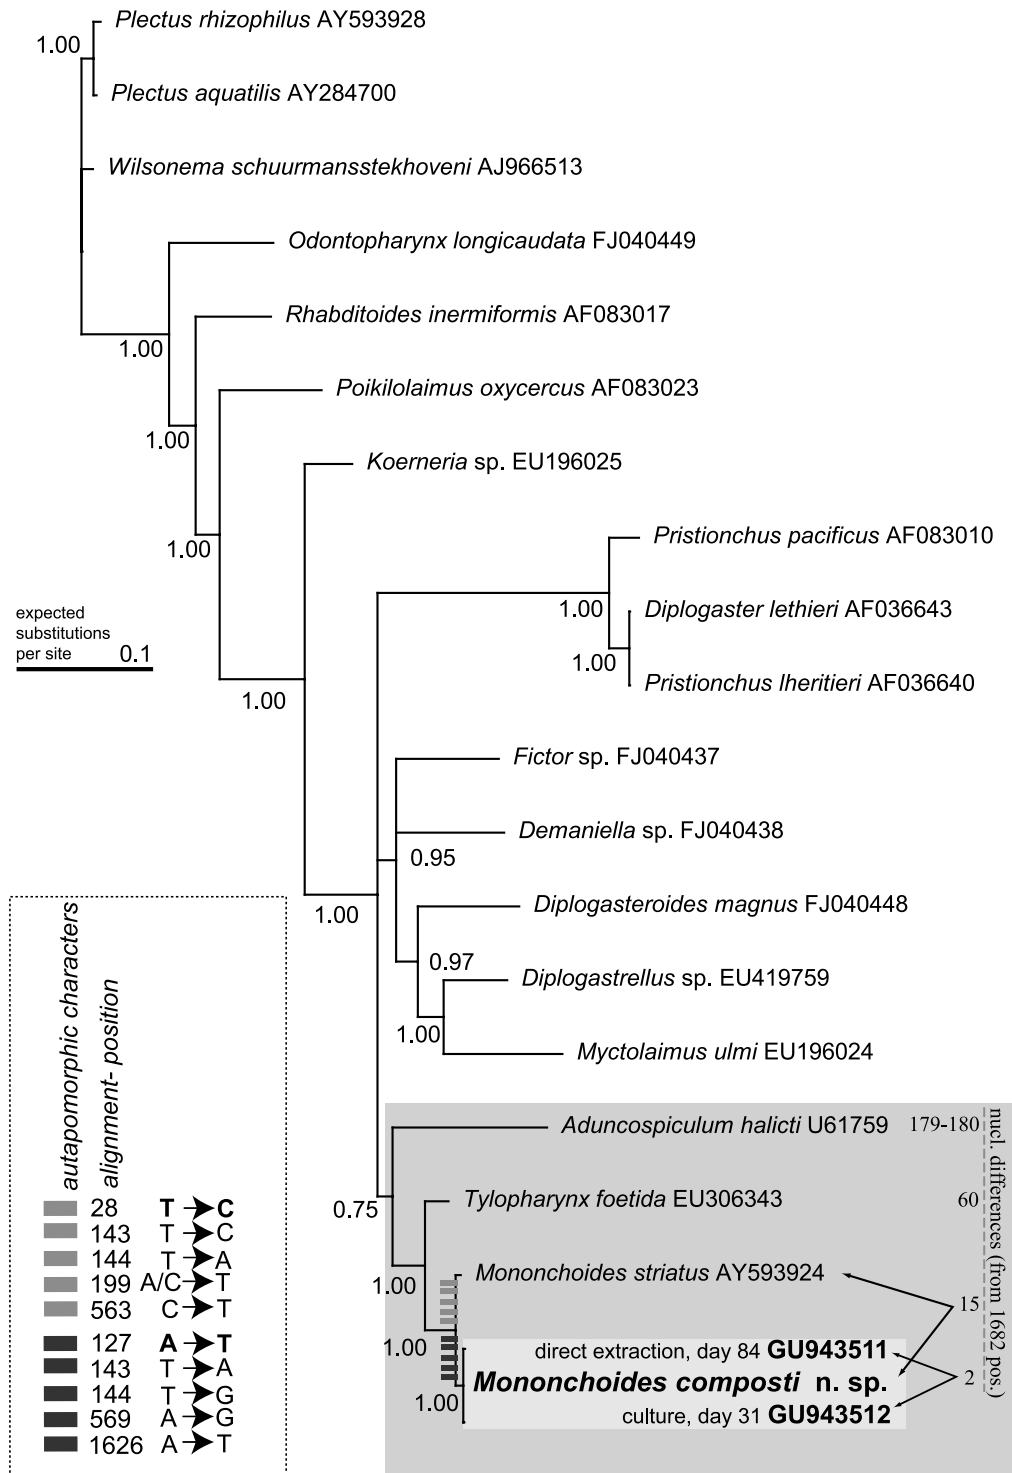 Plectus rhizophilus AY593928
1.00
Plectus aquatilis AY284700
Wilsonema schuurmansstekhoveni AJ966513
Odontopharynx longicaudata FJ040449
Rhabditoides inermiformis AF083017
1.00
Poikilolaimus oxycercus AF083023
1.00
Koerneria sp. EU196025
Pristionchus pacificus AF083010
1.00
expected
substitutions
per site 0.1
1.00
Diplogaster lethieri AF036643
1.00
Pristionchus lheritieri AF036640
1.00
Fictor sp. FJ040437
Demaniella sp. FJ040438
0.95
Diplogasteroides magnus FJ040448
1.00
0.97
Diplogastrellus sp. EU419759
1.00
Myctolaimus ulmi EU196024
Aduncospiculum halicti U61759 179-180
0.75
Tylopharynx foetida EU306343 60
Mononchoides striatus AY593924
1.00
15
1.00
direct extraction, day 84 GU943511
Mononchoides composti n. sp. 2
1.00
culture, day 31 GU943512
nucl. differences (from 1682 pos.)
autapomorphic characters
alignment- position
28 T C
143 T C
144 T A
199 A/C T
563 C T
127 A T
143 T A
144 T G
569 A G
1626 A T